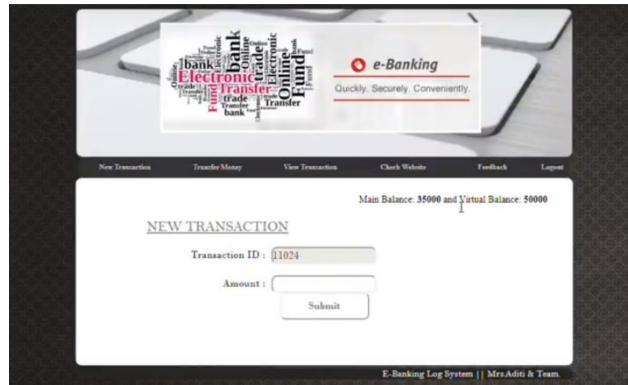 bank
Electronic
Fund
Transfer
trade
Transfer
bank
trade
Online
Fund
e-Banking
Quickly. Securely. Conveniently.
New Transaction Transfer Money View Transaction Check Website Feedback Logout
Main Balance: 35000 and Virtual Balance: 50000
NEW TRANSACTION
Transaction ID : 11024
Amount :
Submit
E-Banking Log System || Mrs.Aditi & Team.